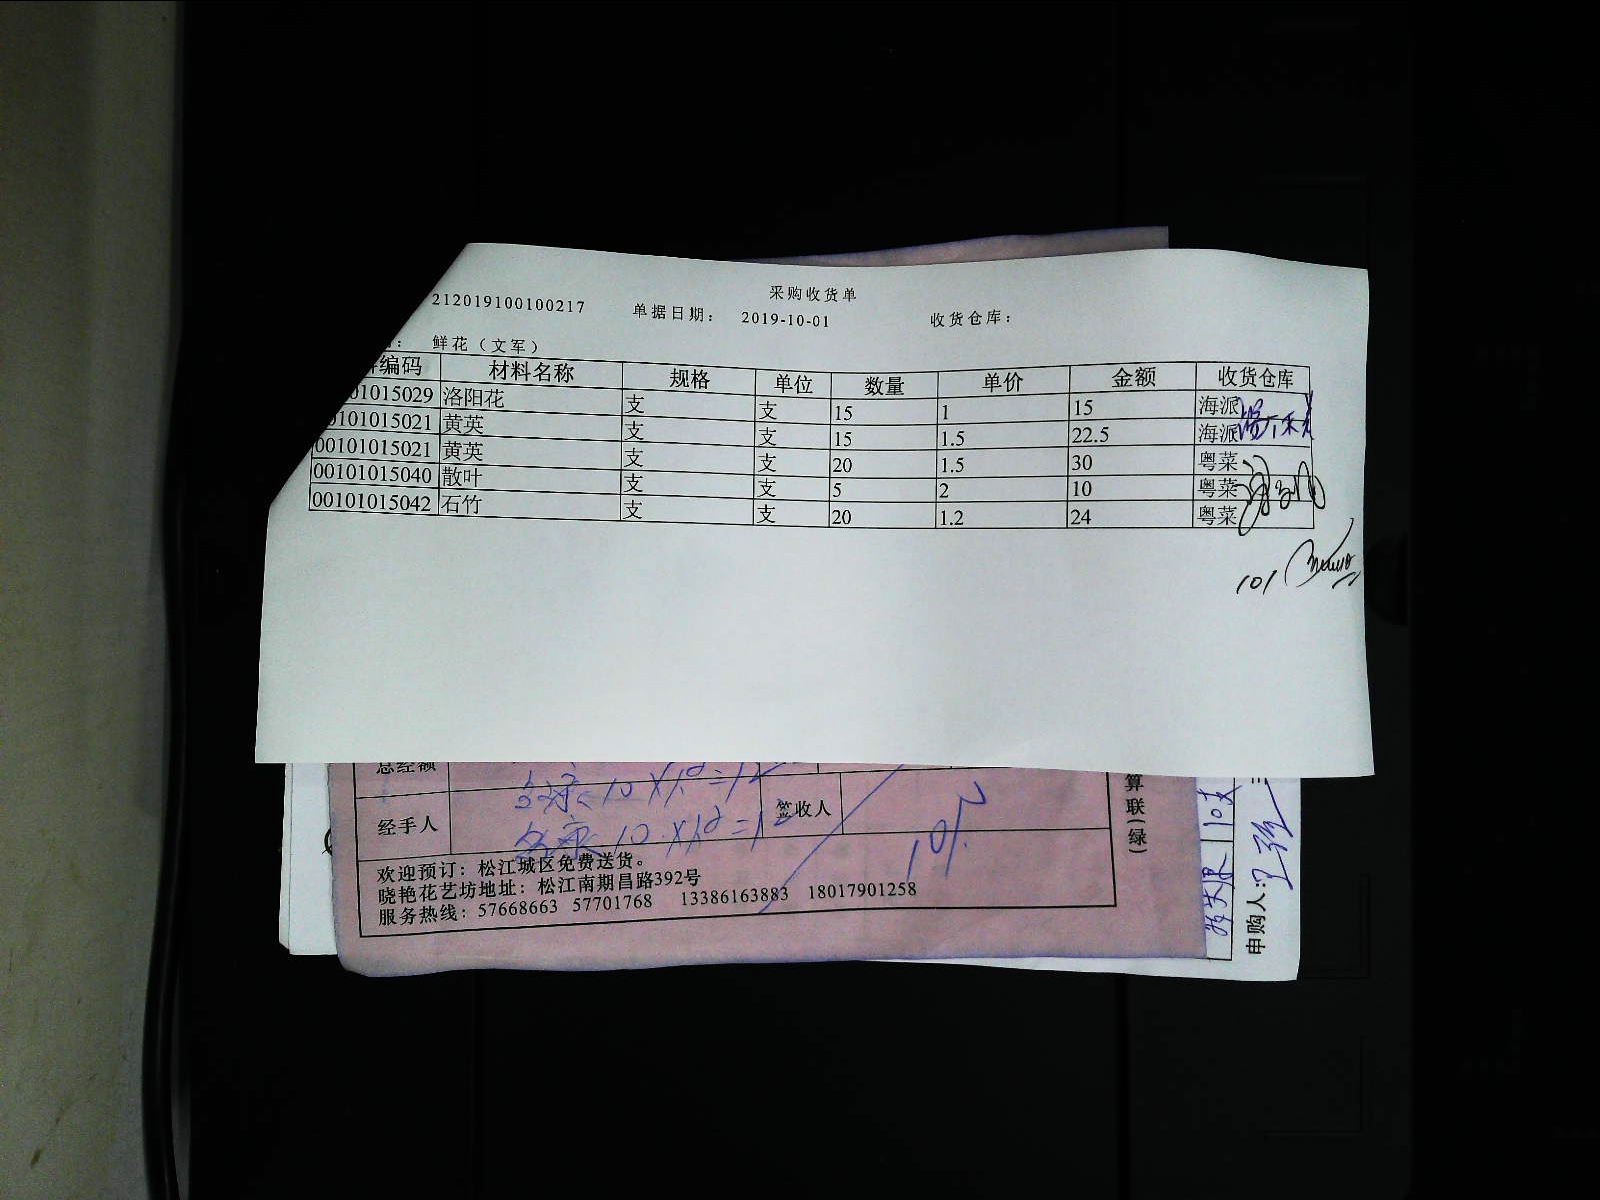 采购收货单
212019100100217 单据日期： 2019-10-01 收货仓库：
： 鲜花（文军）
编码 材料名称 规格 单位 数量 单价 金额 收货仓库
01015029 洛阳花 支 支 15 1 15 海派
0101015021 黄英 支 支 15 1.5 22.5 海派
00101015021 黄英 支 支 20 1.5 30 粤菜
00101015040 散叶 支 支 5 2 10 粤菜
00101015042 石竹 支 支 20 1.2 24 粤菜
101
总经额
经手人 签收人
欢迎预订：松江城区免费送货。
晓艳花艺坊地址：松江南期昌路392号
服务热线：57668663 57701768 13386163883 18017901258
算联(绿)
10支
申购人：